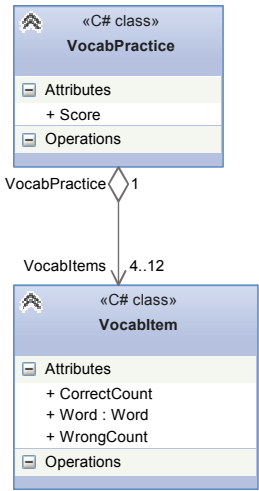 «C# class»
VocabPractice
Attributes
+ Score
Operations
VocabPractice 1
VocabItems 4..12
«C# class»
VocabItem
Attributes
+ CorrectCount
+ Word : Word
+ WrongCount
Operations